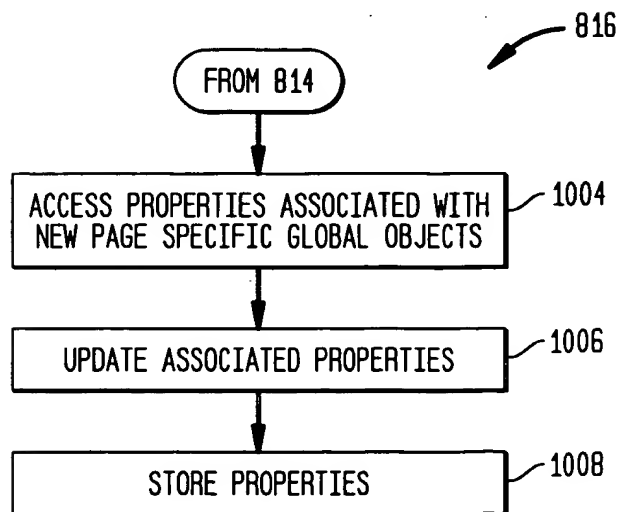 816
FROM 814
ACCESS PROPERTIES ASSOCIATED WITH
NEW PAGE SPECIFIC GLOBAL OBJECTS
1004
UPDATE ASSOCIATED PROPERTIES
1006
STORE PROPERTIES
1008